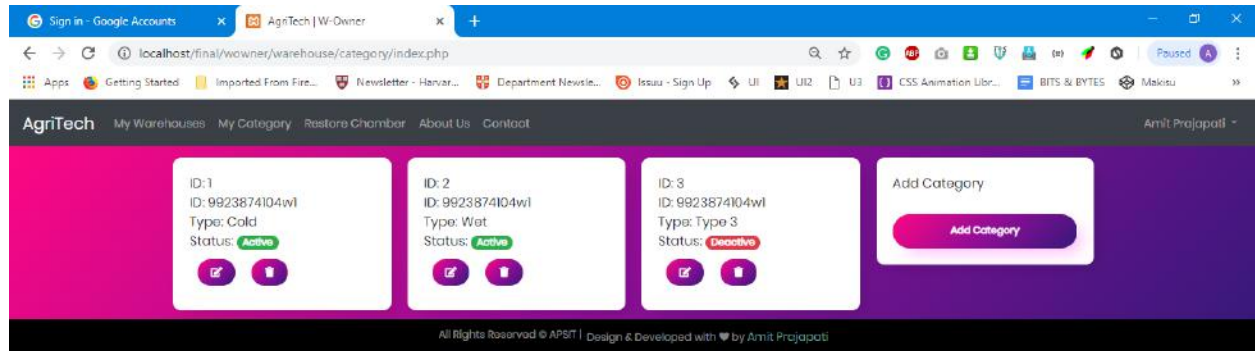 Sign in - Google Accounts
AgriTech | W-Owner
localhost/final/wowner/warehouse/category/index.php
Paused
A
Apps
Getting Started
Imported From Fire...
Newsletter - Harvar...
Department Newsle...
Issuu - Sign Up
UI
UI2
U3
CSS Animation Libr...
BITS & BYTES
Makisu
AgriTech
My Warehouses
My Category
Restore Chamber
About Us
Contact
Amit Prajapati
ID: 1
ID: 9923874104w1
Type: Cold
Status: Active
ID: 2
ID: 9923874104w1
Type: Wet
Status: Active
ID: 3
ID: 9923874104w1
Type: Type 3
Status: Deactive
Add Category
Add Category
All Rights Reserved © APSIT | Design & Developed with ♥ by Amit Prajapati